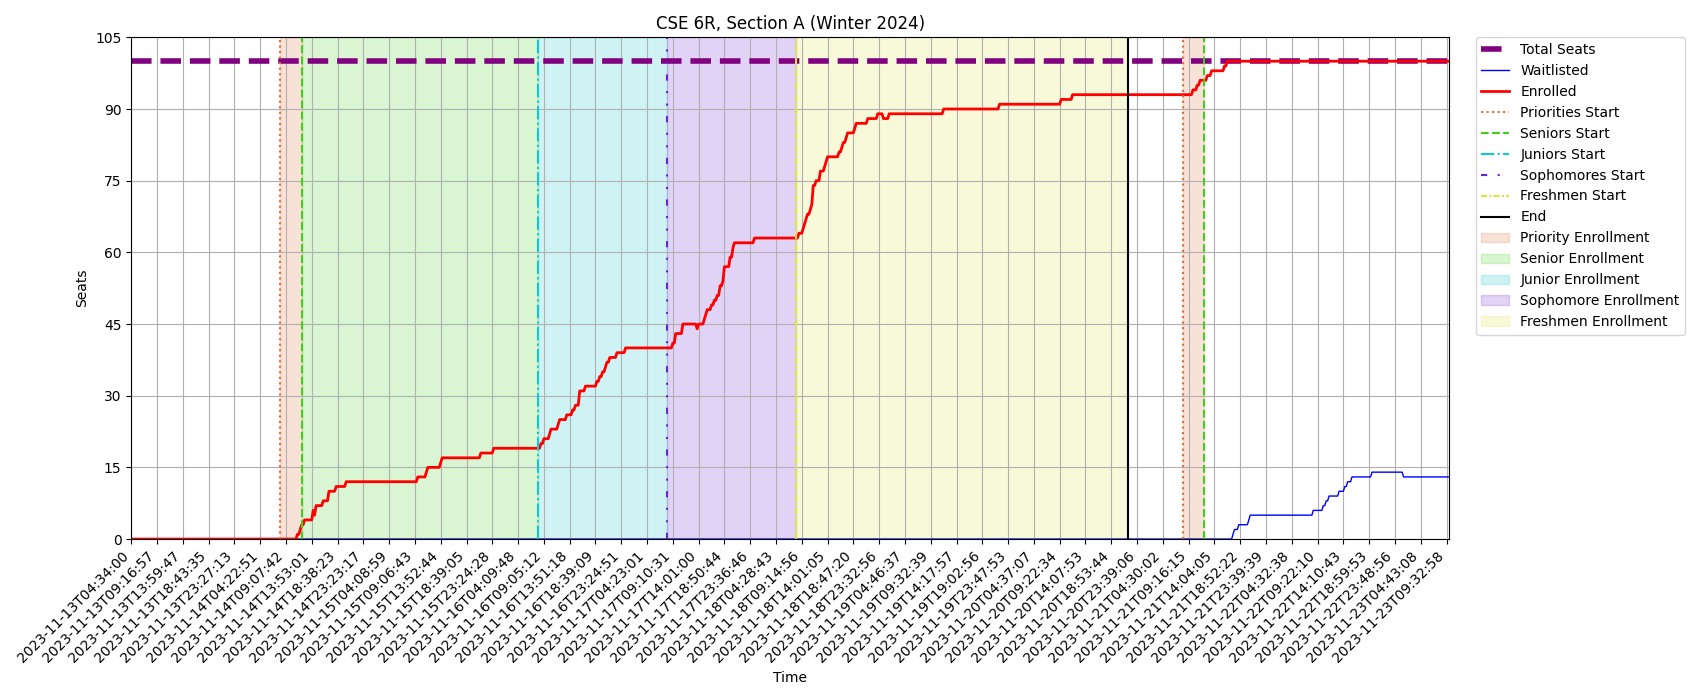 CSE 6R, Section A (Winter 2024)
105
90
75
60
45
30
15
0
Seats
2023-11-13T04:34:00
2023-11-13T09:16:57
2023-11-13T13:59:47
2023-11-13T18:43:35
2023-11-13T23:27:13
2023-11-14T04:22:51
2023-11-14T09:07:42
2023-11-14T13:53:01
2023-11-14T18:38:23
2023-11-14T23:23:17
2023-11-15T04:08:59
2023-11-15T09:06:43
2023-11-15T13:52:44
2023-11-15T18:39:05
2023-11-15T23:24:28
2023-11-16T04:09:48
2023-11-16T09:05:12
2023-11-16T13:51:18
2023-11-16T18:39:09
2023-11-16T23:24:51
2023-11-17T04:23:01
2023-11-17T09:10:31
2023-11-17T14:01:00
2023-11-17T18:50:44
2023-11-17T23:36:46
2023-11-18T04:28:43
2023-11-18T09:14:56
2023-11-18T14:01:05
2023-11-18T18:47:20
2023-11-18T23:32:56
2023-11-19T04:46:37
2023-11-19T09:32:39
2023-11-19T14:17:57
2023-11-19T19:02:56
2023-11-19T23:47:53
2023-11-20T04:37:07
2023-11-20T09:22:34
2023-11-20T14:07:53
2023-11-20T18:53:44
2023-11-20T23:39:06
2023-11-21T04:30:02
2023-11-21T09:16:15
2023-11-21T14:04:05
2023-11-21T18:52:22
2023-11-21T23:39:39
2023-11-22T04:32:38
2023-11-22T09:22:10
2023-11-22T14:10:43
2023-11-22T18:59:53
2023-11-22T23:48:56
2023-11-23T04:43:08
2023-11-23T09:32:58
Time
Total Seats
Waitlisted
Enrolled
Priorities Start
Seniors Start
Juniors Start
Sophomores Start
Freshmen Start
End
Priority Enrollment
Senior Enrollment
Junior Enrollment
Sophomore Enrollment
Freshmen Enrollment